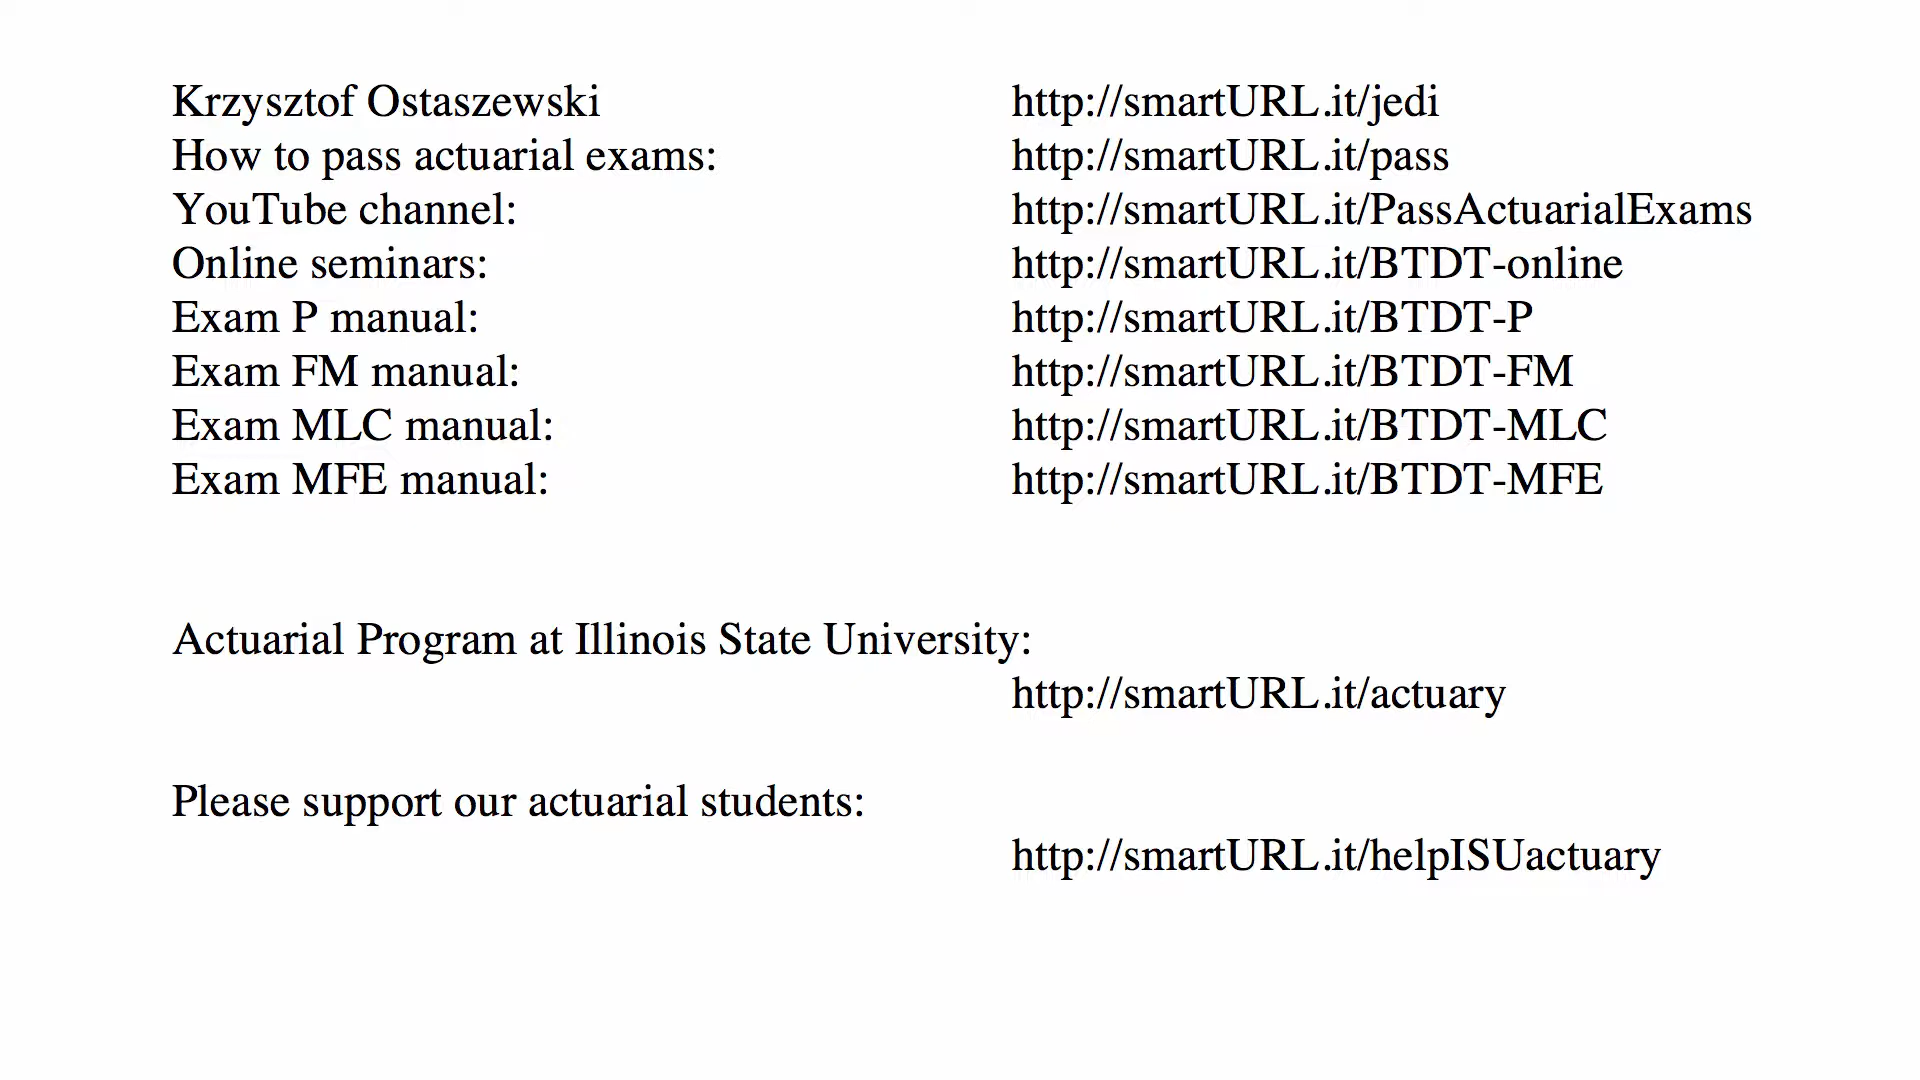 Krzysztof Ostaszewski http://smartURL.it/jedi
How to pass actuarial exams: http://smartURL.it/pass
YouTube channel: http://smartURL.it/PassActuarialExams
Online seminars: http://smartURL.it/BTDT-online
Exam P manual: http://smartURL.it/BTDT-P
Exam FM manual: http://smartURL.it/BTDT-FM
Exam MLC manual: http://smartURL.it/BTDT-MLC
Exam MFE manual: http://smartURL.it/BTDT-MFE
Actuarial Program at Illinois State University:
http://smartURL.it/actuary
Please support our actuarial students:
http://smartURL.it/helpISUactuary